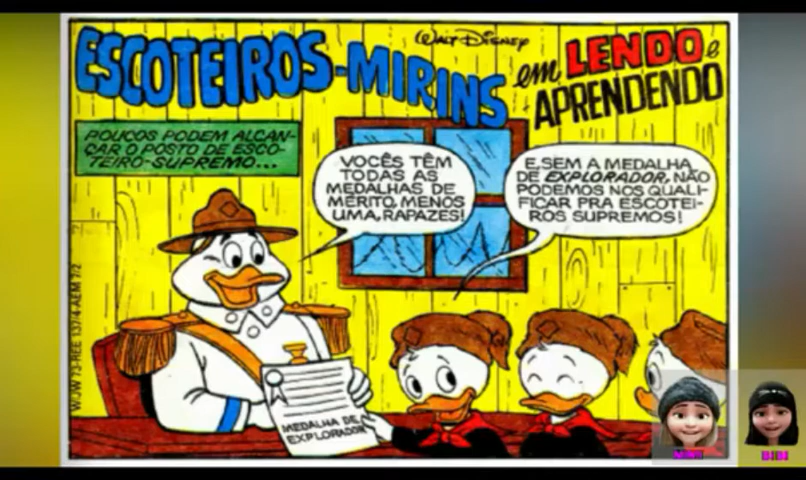 WALT DISNEY
ESCOTEIROS-MIRINS
em LENDO e
APRENDENDO
POUCOS PODEM ALCAN-
ÇAR O POSTO DE ESCO-
TEIRO-SUPREMO...
VOCÊS TÊM
TODAS AS
MEDALHAS DE
MÉRITO, MENOS
UMA, RAPAZES!
E, SEM A MEDALHA
DE EXPLORADOR, NÃO
PODEMOS NOS QUALI-
FICAR PRA ESCOTEI-
ROS SUPREMOS!
MEDALHA DE
EXPLORADOR